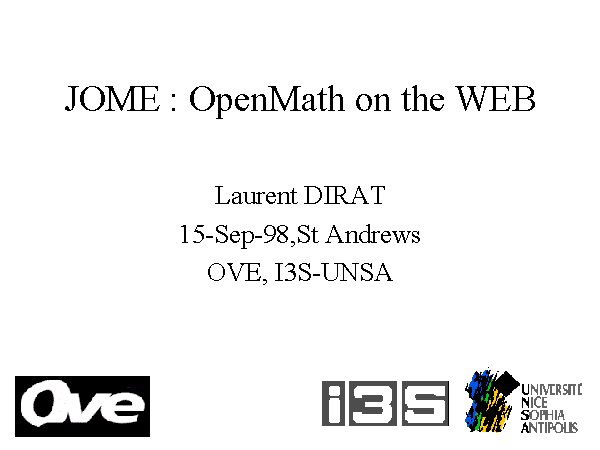 JOME : OpenMath on the WEB
Laurent DIRAT
15-Sep-98,St Andrews
OVE, I3S-UNSA
Ove
i3S
UNIVERSITÉ
NICE
SOPHIA
ANTIPOLIS